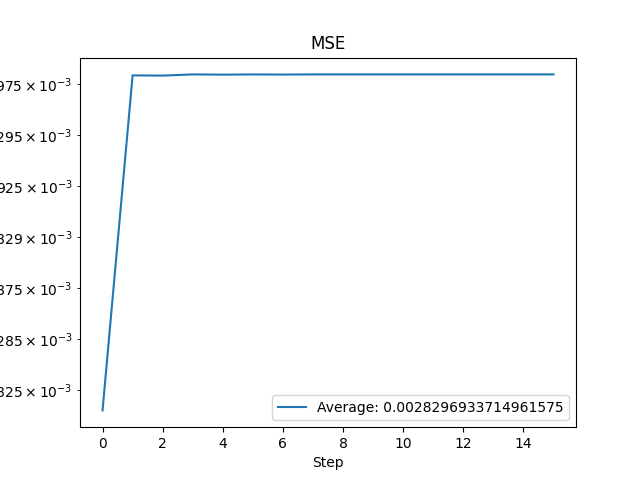 MSE
975 × 10⁻³
295 × 10⁻³
925 × 10⁻³
829 × 10⁻³
875 × 10⁻³
285 × 10⁻³
825 × 10⁻³
Average: 0.0028296933714961575
0 2 4 6 8 10 12 14
Step